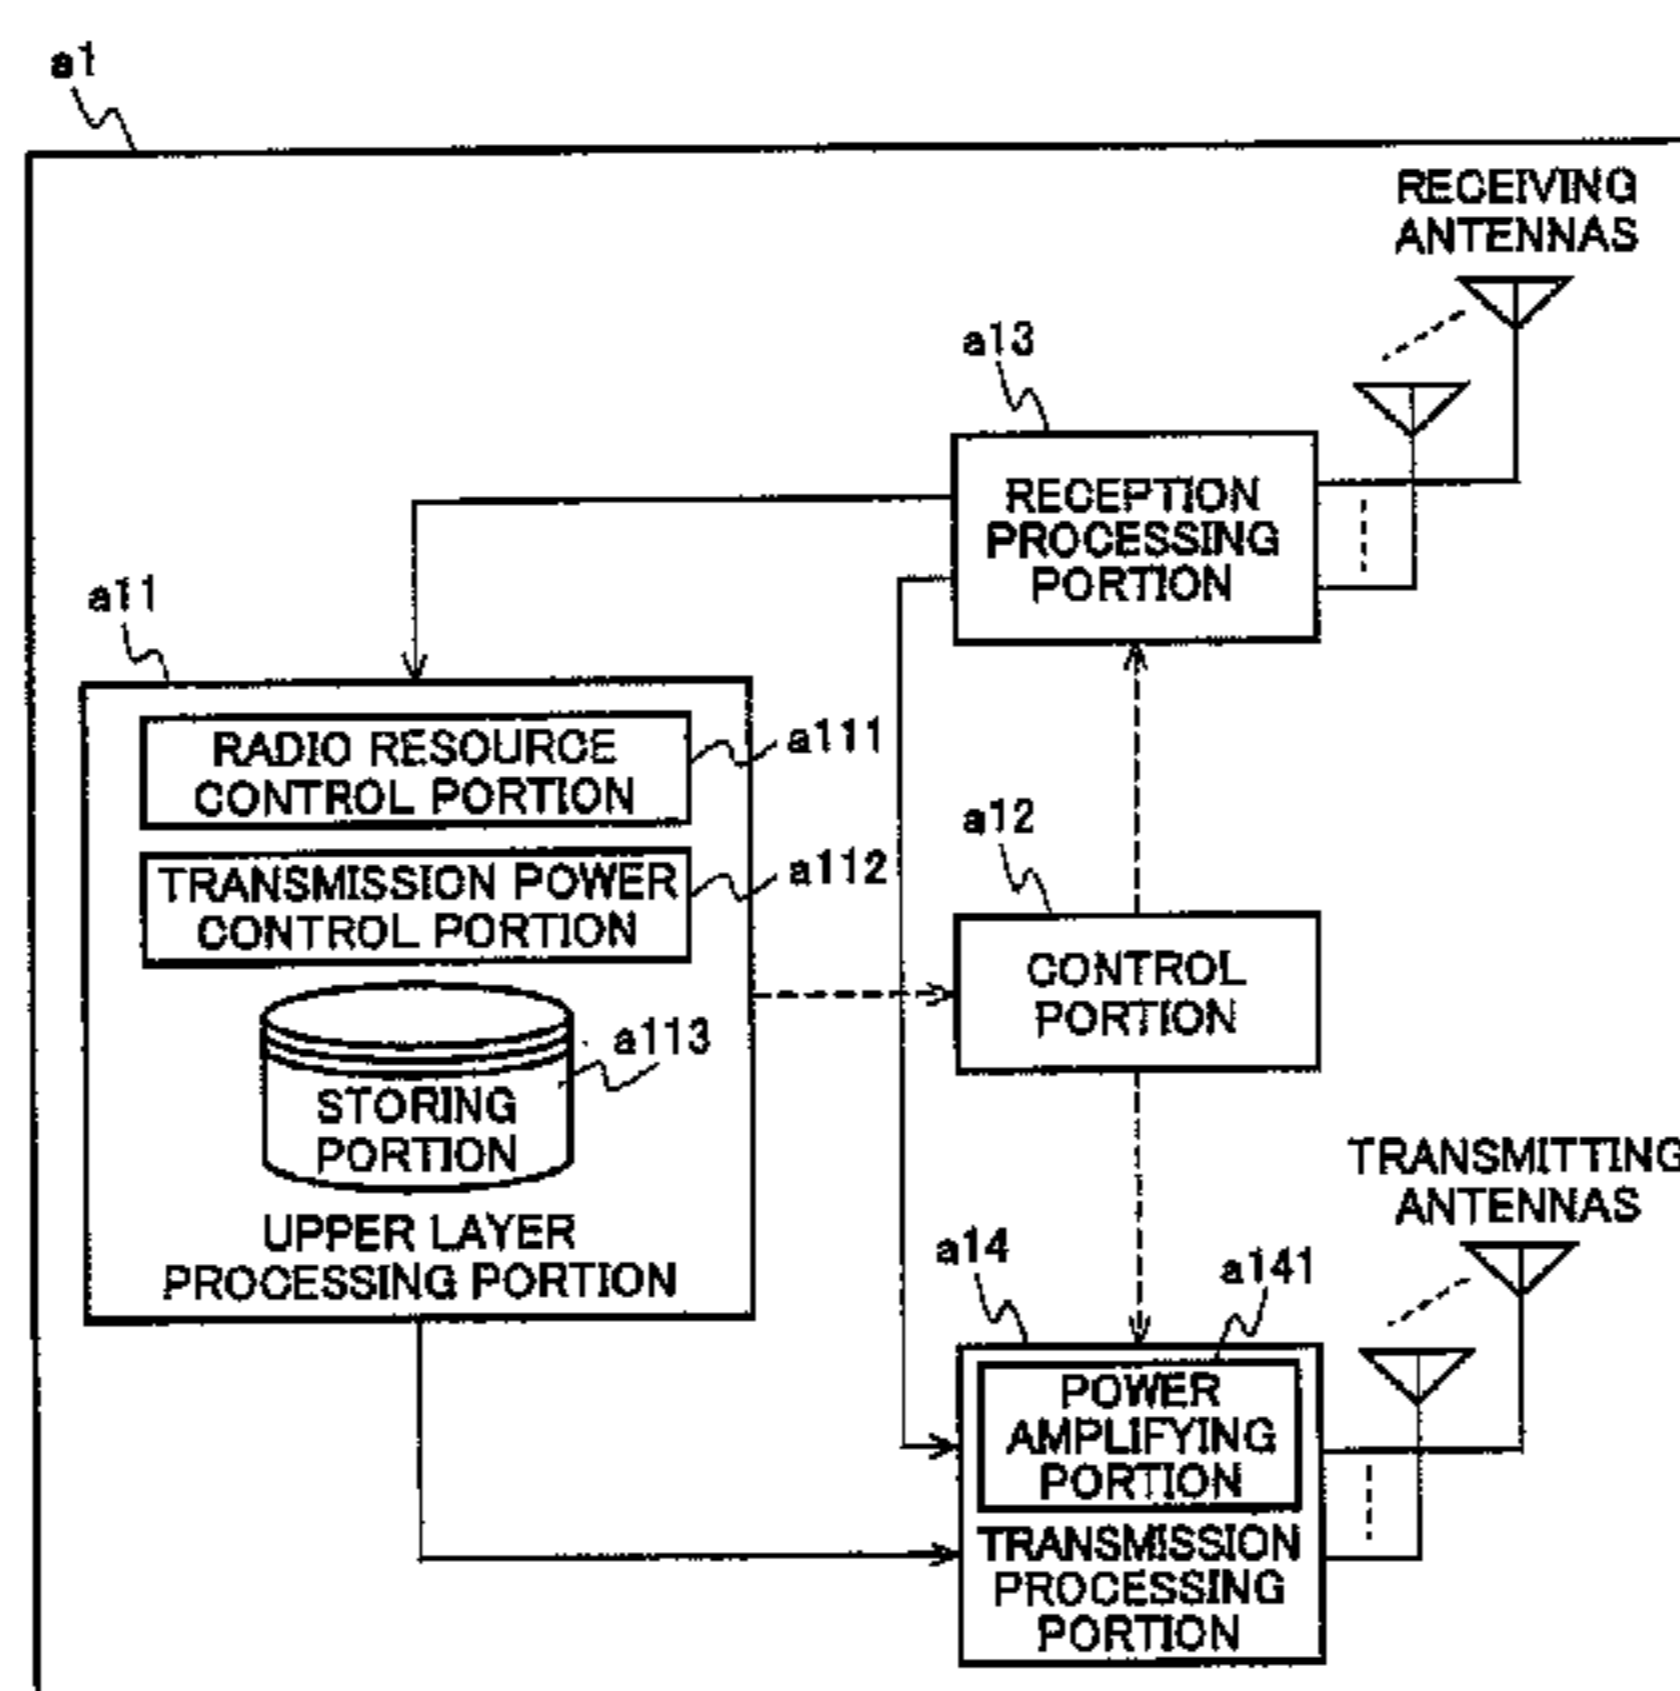 a1
RECEIVING
ANTENNAS
a13
RECEPTION
PROCESSING
PORTION
a11
RADIO RESOURCE
CONTROL PORTION
a111
TRANSMISSION POWER
CONTROL PORTION
a112
a12
CONTROL
PORTION
a113
STORING
PORTION
UPPER LAYER
PROCESSING PORTION
TRANSMITTING
ANTENNAS
a14
a141
POWER
AMPLIFYING
PORTION
TRANSMISSION
PROCESSING
PORTION